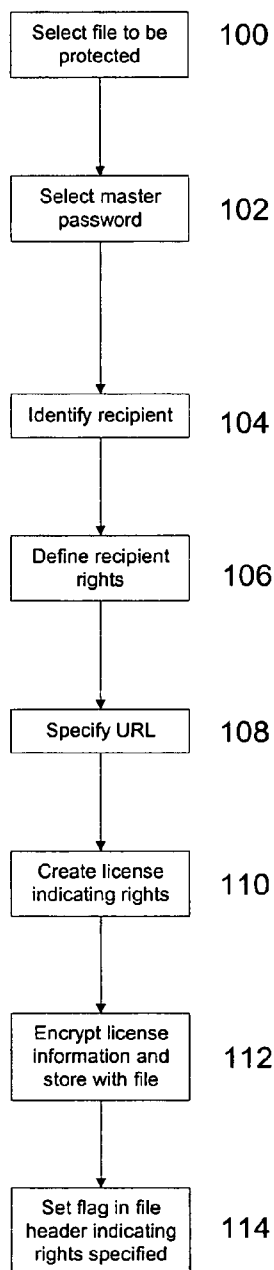 Select file to be
protected
100
Select master
password
102
Identify recipient
104
Define recipient
rights
106
Specify URL
108
Create license
indicating rights
110
Encrypt license
information and
store with file
112
Set flag in file
header indicating
rights specified
114